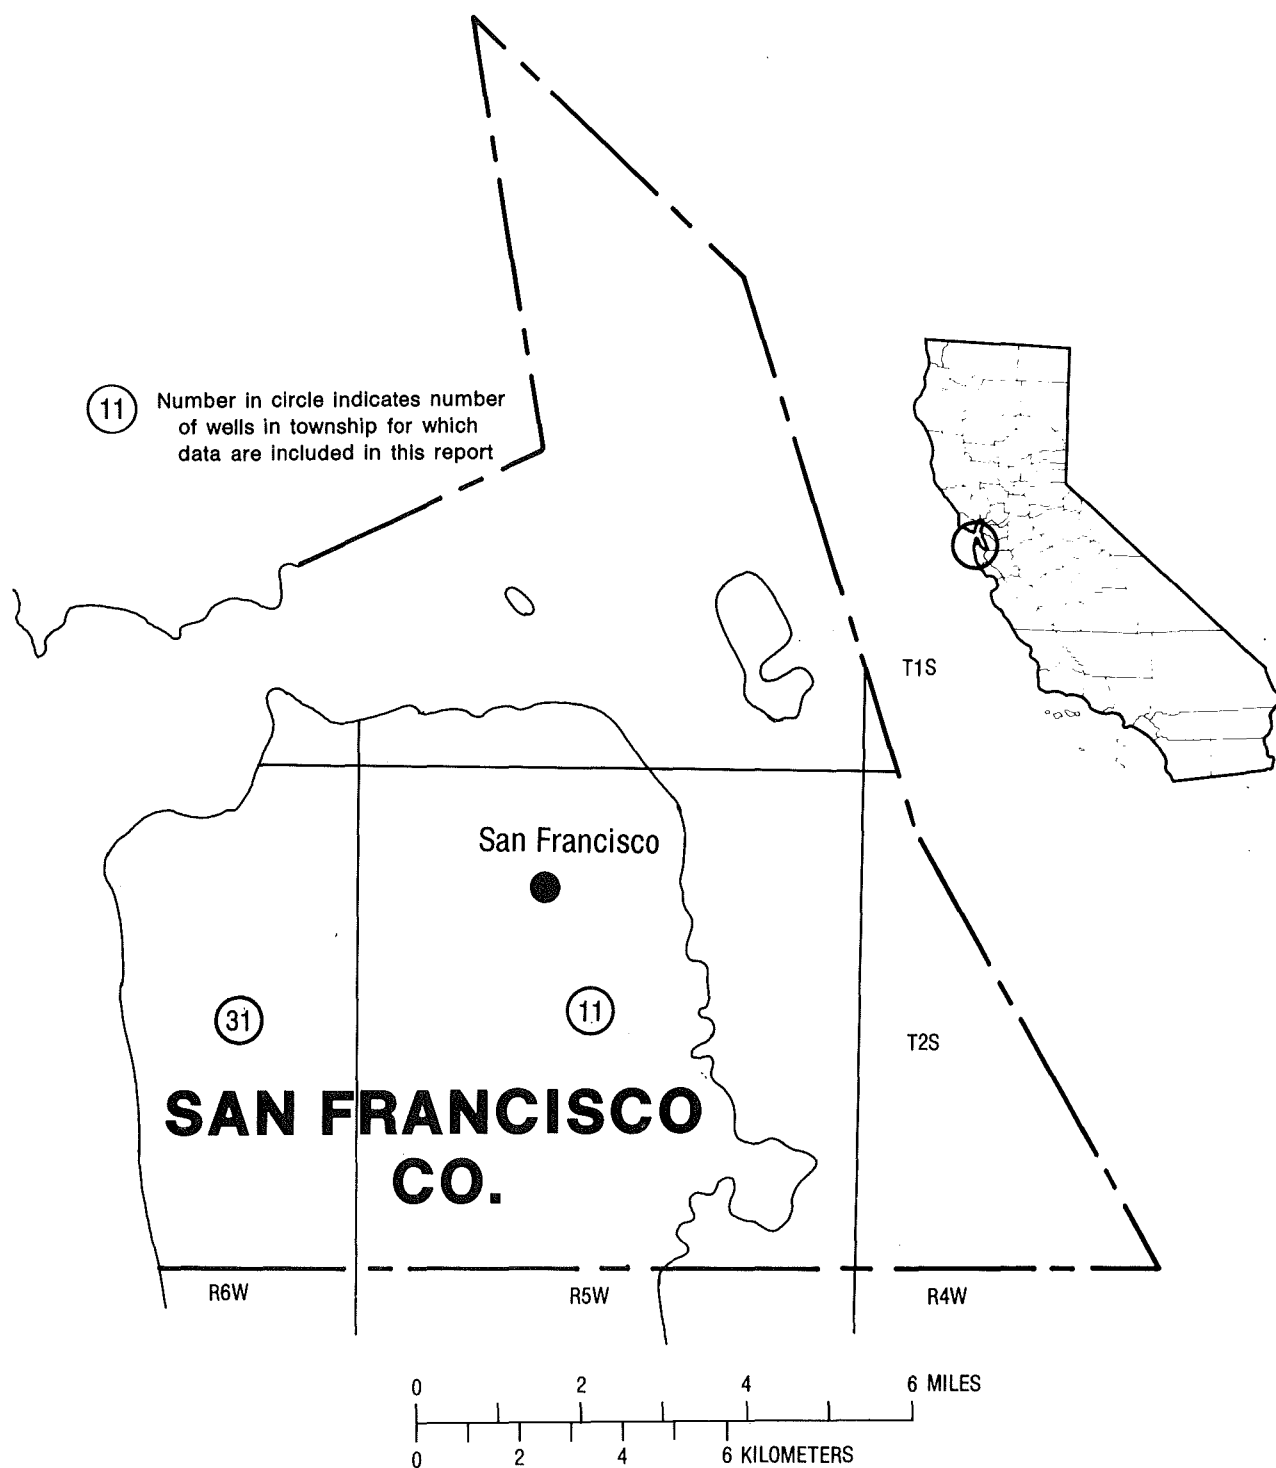 11
Number in circle indicates number
of wells in township for which
data are included in this report
T1S
San Francisco
31
11
T2S
SAN FRANCISCO
CO.
R6W
R5W
R4W
0 2 4 6 MILES
0 2 4 6 KILOMETERS